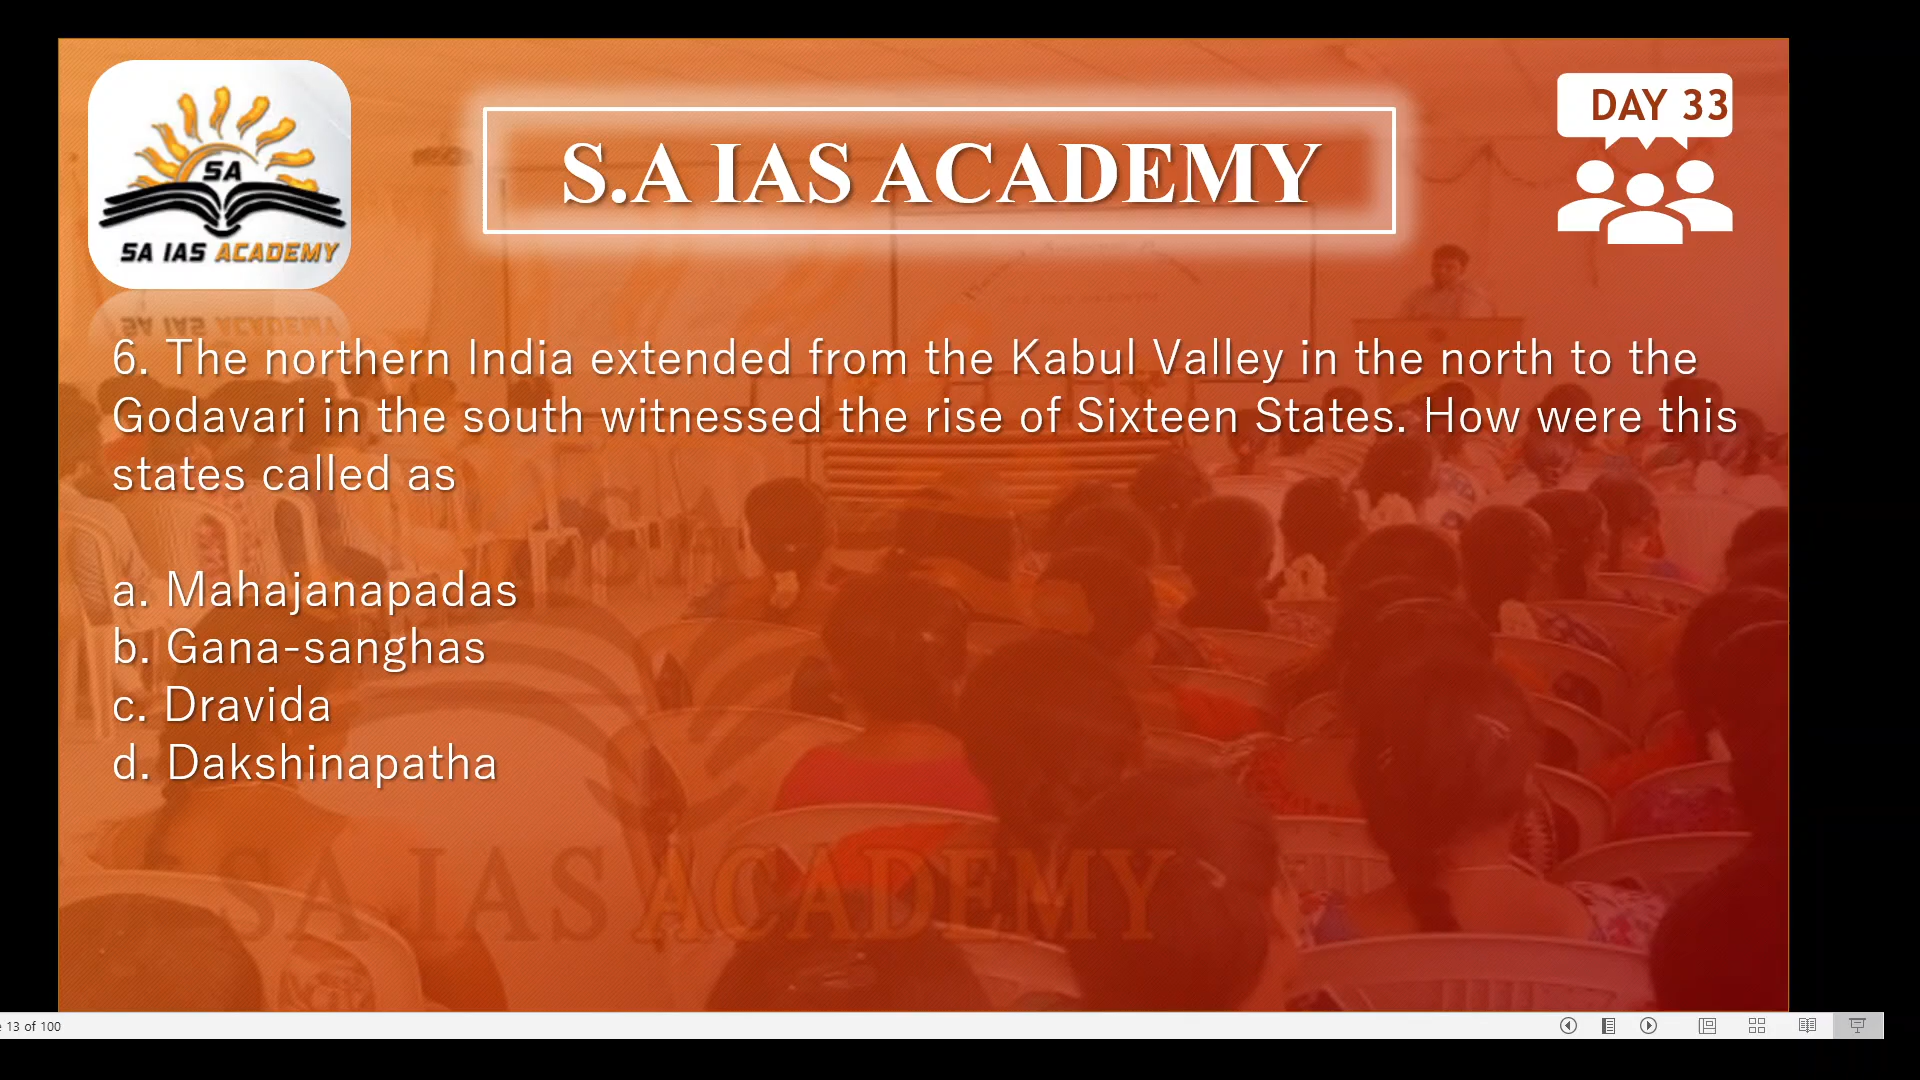 SA
SA IAS ACADEMY
S.A IAS ACADEMY
DAY 33
6. The northern India extended from the Kabul Valley in the north to the
Godavari in the south witnessed the rise of Sixteen States. How were this
states called as
a. Mahajanapadas
b. Gana-sanghas
c. Dravida
d. Dakshinapatha
SA IAS ACADEMY
13 of 100